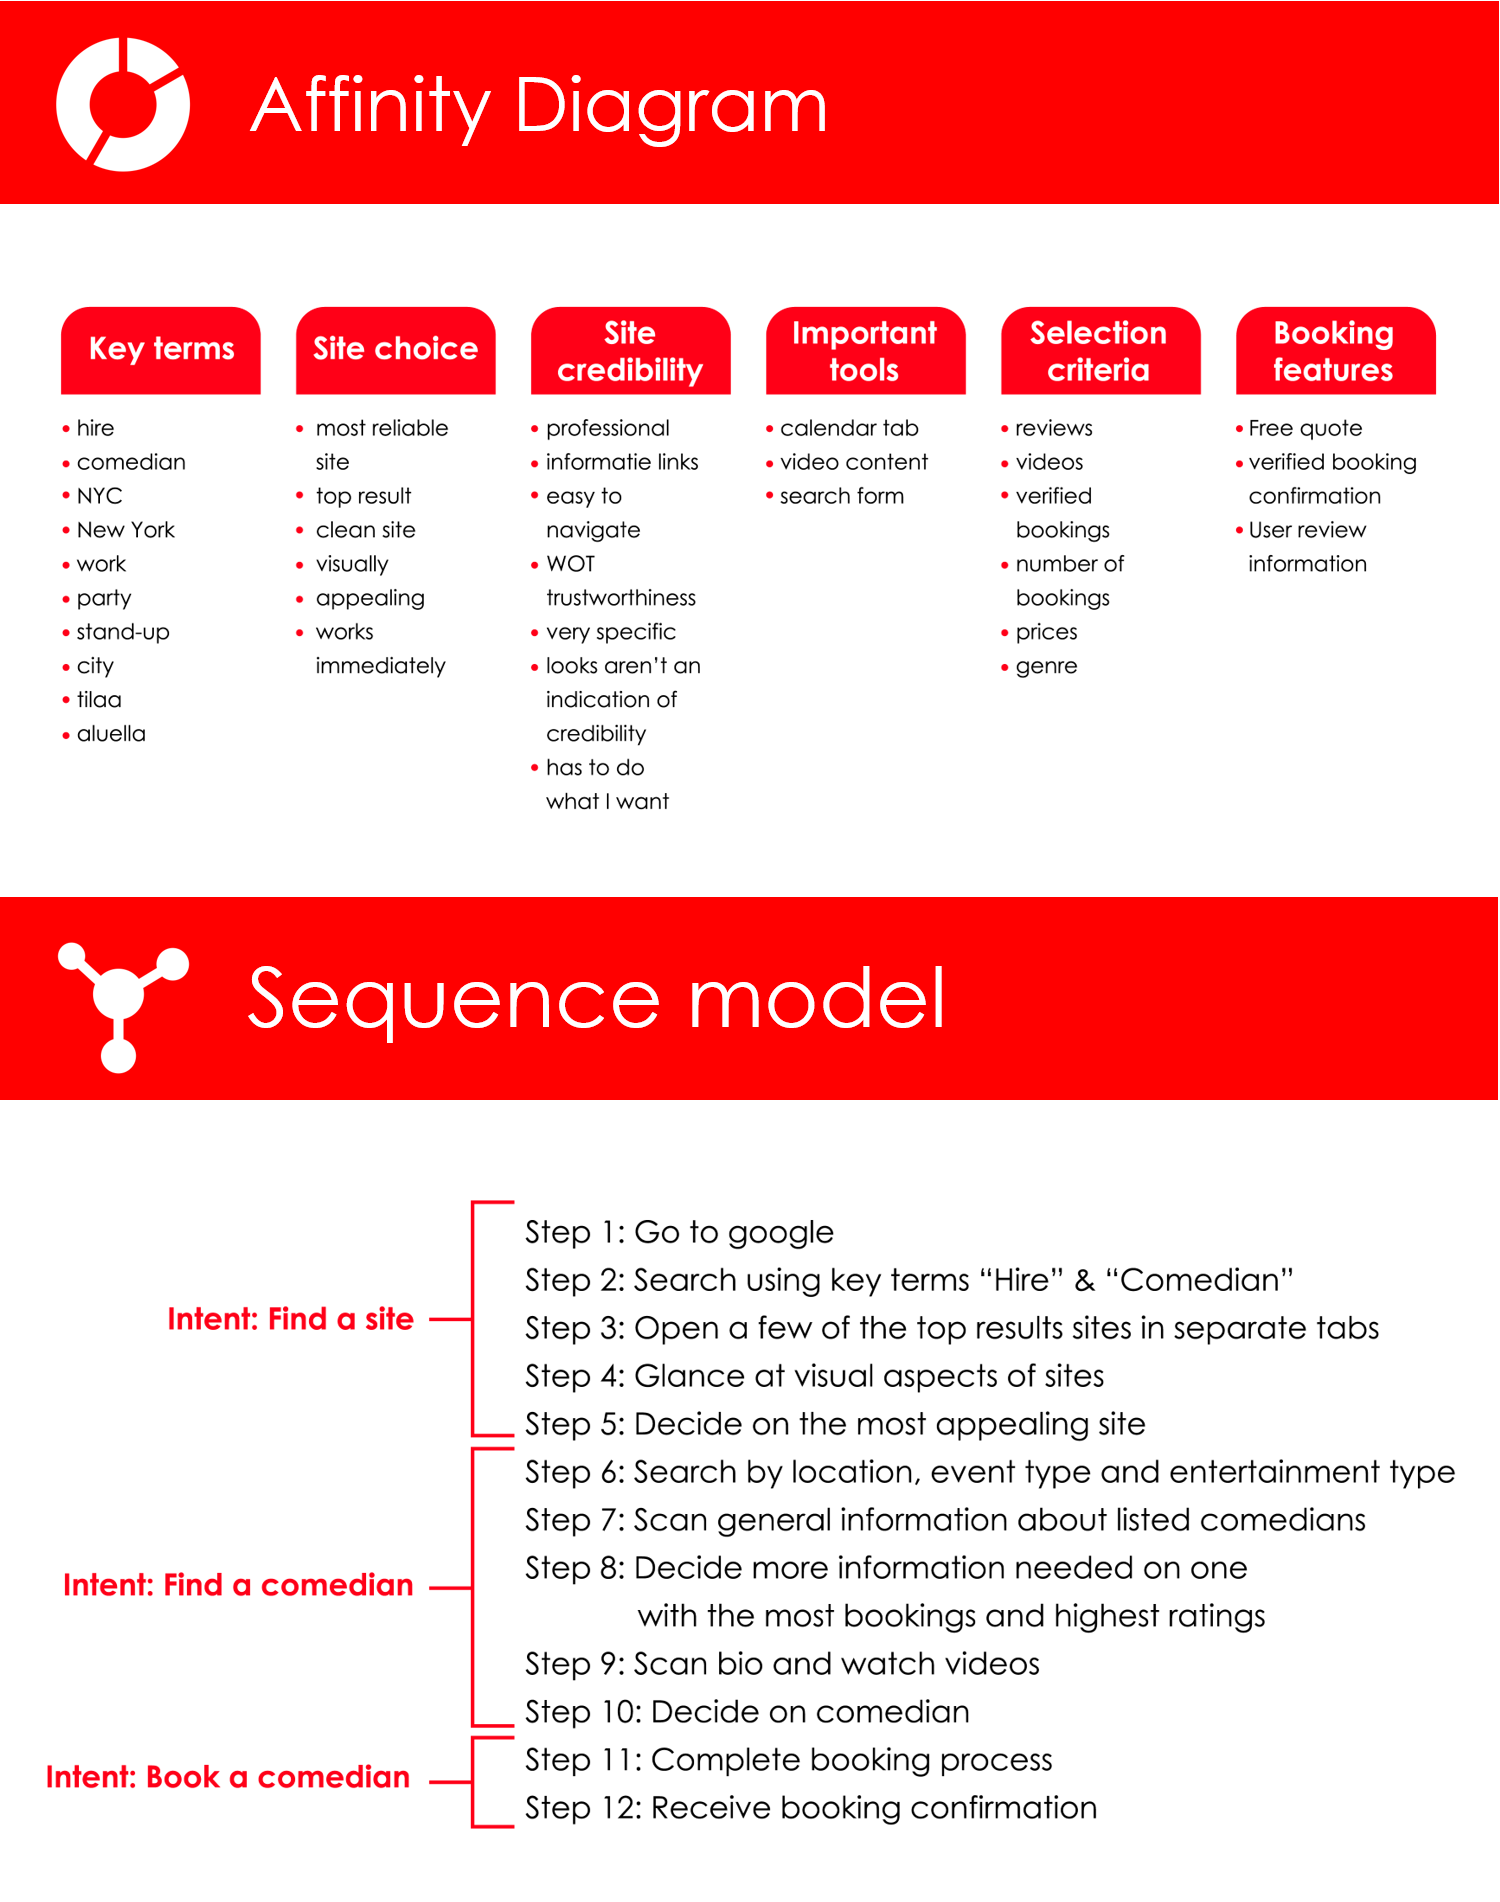 Affinity Diagram
Key terms
• hire
• comedian
• NYC
• New York
• work
• party
• stand-up
• city
• tilaa
• aluella
Site choice
• most reliable
site
• top result
• clean site
• visually
• appealing
• works
immediately
Site
credibility
• professional
• informatie links
• easy to
navigate
• WOT
trustworthiness
• very specific
• looks aren't an
indication of
credibility
• has to do
what I want
Important
tools
• calendar tab
• video content
• search form
Selection
criteria
• reviews
• videos
• verified
bookings
• number of
bookings
• prices
• genre
Booking
features
• Free quote
• verified booking
confirmation
• User review
information
Sequence model
Intent: Find a site
Step 1: Go to google
Step 2: Search using key terms “Hire” & “Comedian”
Step 3: Open a few of the top results sites in separate tabs
Step 4: Glance at visual aspects of sites
Step 5: Decide on the most appealing site
Intent: Find a comedian
Step 6: Search by location, event type and entertainment type
Step 7: Scan general information about listed comedians
Step 8: Decide more information needed on one
with the most bookings and highest ratings
Step 9: Scan bio and watch videos
Step 10: Decide on comedian
Intent: Book a comedian
Step 11: Complete booking process
Step 12: Receive booking confirmation